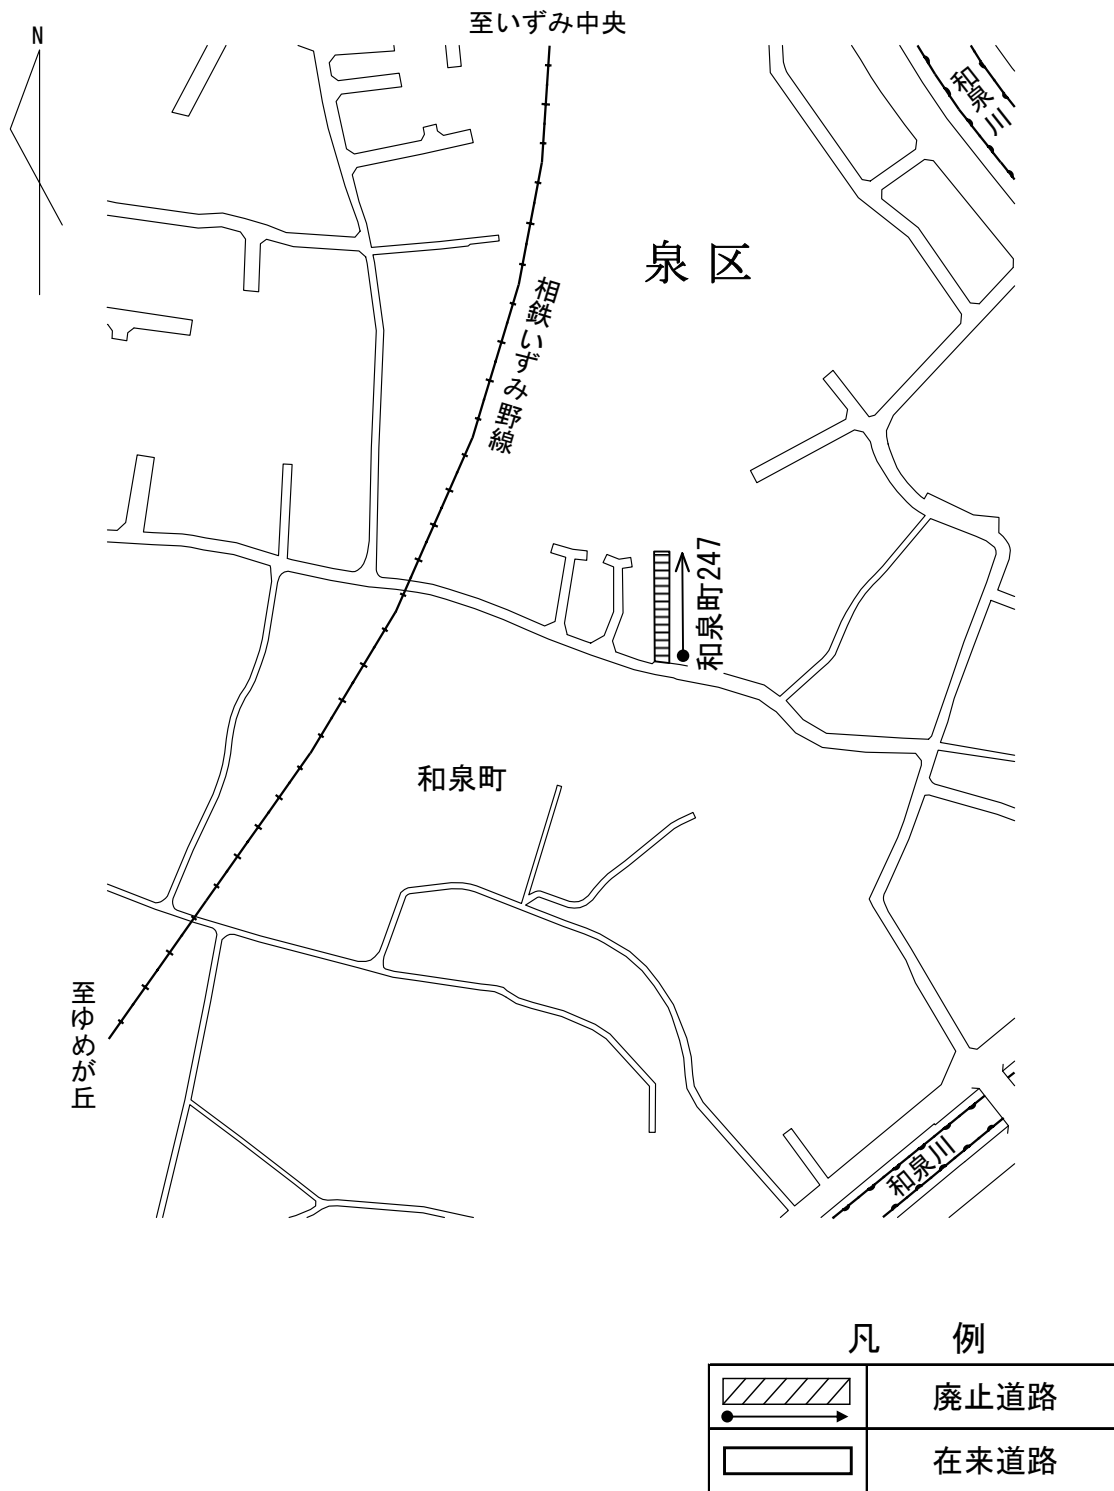 至いずみ中央
N
和泉川
泉区
相鉄いずみ野線
和泉町247
和泉町
至ゆめが丘
和泉川
凡 例
廃止道路
在来道路